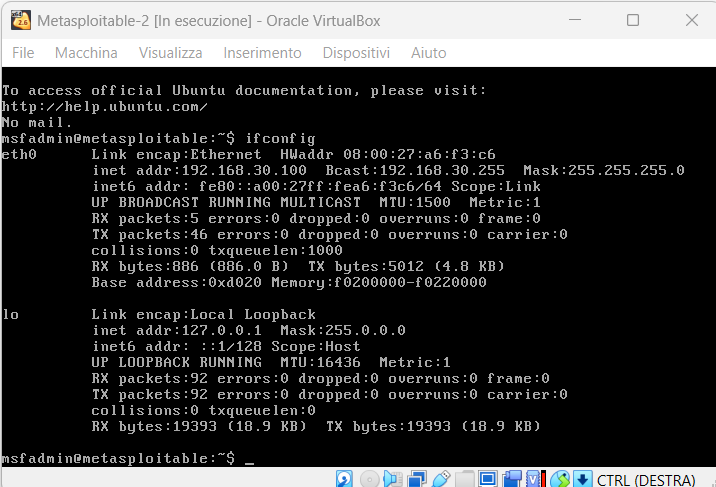 Metasploitable-2 [In esecuzione] - Oracle VirtualBox
File Macchina Visualizza Inserimento Dispositivi Aiuto
To access official Ubuntu documentation, please visit:
http://help.ubuntu.com/
No mail.
msfadmin@metasploitable:~$ ifconfig
eth0 Link encap:Ethernet HWaddr 08:00:27:a6:f3:c6
inet addr:192.168.30.100 Bcast:192.168.30.255 Mask:255.255.255.0
inet6 addr: fe80::a00:27ff:fea6:f3c6/64 Scope:Link
UP BROADCAST RUNNING MULTICAST MTU:1500 Metric:1
RX packets:5 errors:0 dropped:0 overruns:0 frame:0
TX packets:46 errors:0 dropped:0 overruns:0 carrier:0
collisions:0 txqueuelen:1000
RX bytes:886 (886.0 B) TX bytes:5012 (4.8 KB)
Base address:0xd020 Memory:f0200000-f0220000
lo Link encap:Local Loopback
inet addr:127.0.0.1 Mask:255.0.0.0
inet6 addr: ::1/128 Scope:Host
UP LOOPBACK RUNNING MTU:16436 Metric:1
RX packets:92 errors:0 dropped:0 overruns:0 frame:0
TX packets:92 errors:0 dropped:0 overruns:0 carrier:0
collisions:0 txqueuelen:0
RX bytes:19393 (18.9 KB) TX bytes:19393 (18.9 KB)
msfadmin@metasploitable:~$ _
CTRL (DESTRA)